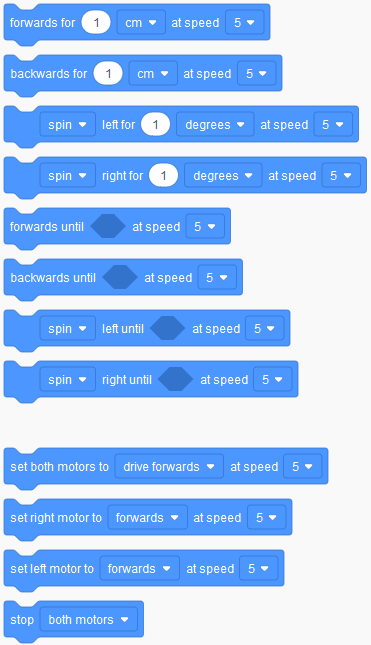 forwards for 1 cm at speed 5
backwards for 1 cm at speed 5
spin left for 1 degrees at speed 5
spin right for 1 degrees at speed 5
forwards until at speed 5
backwards until at speed 5
spin left until at speed 5
spin right until at speed 5
set both motors to drive forwards at speed 5
set right motor to forwards at speed 5
set left motor to forwards at speed 5
stop both motors